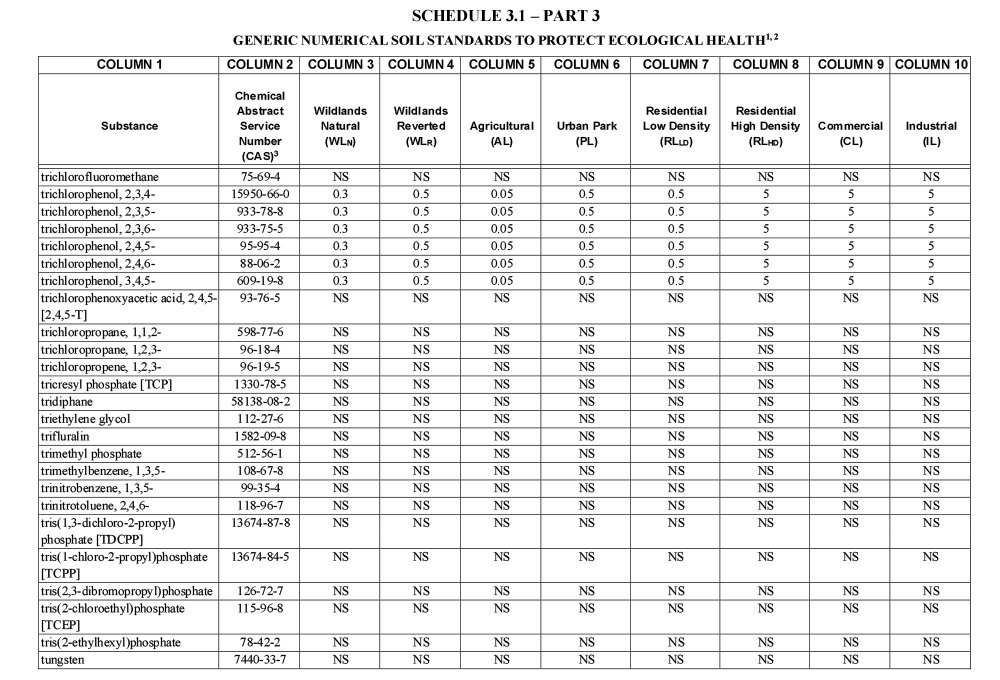 SCHEDULE 3.1 – PART 3
GENERIC NUMERICAL SOIL STANDARDS TO PROTECT ECOLOGICAL HEALTH1, 2
COLUMN 1 COLUMN 2 COLUMN 3 COLUMN 4 COLUMN 5 COLUMN 6 COLUMN 7 COLUMN 8 COLUMN 9 COLUMN 10
Substance Chemical Abstract Service Number (CAS)3 Wildlands Natural (WLN) Wildlands Reverted (WLR) Agricultural (AL) Urban Park (PL) Residential Low Density (RLLD) Residential High Density (RLHD) Commercial (CL) Industrial (IL)
trichlorofluoromethane 75-69-4 NS NS NS NS NS NS NS NS
trichlorophenol, 2,3,4- 15950-66-0 0.3 0.5 0.05 0.5 0.5 5 5 5
trichlorophenol, 2,3,5- 933-78-8 0.3 0.5 0.05 0.5 0.5 5 5 5
trichlorophenol, 2,3,6- 933-75-5 0.3 0.5 0.05 0.5 0.5 5 5 5
trichlorophenol, 2,4,5- 95-95-4 0.3 0.5 0.05 0.5 0.5 5 5 5
trichlorophenol, 2,4,6- 88-06-2 0.3 0.5 0.05 0.5 0.5 5 5 5
trichlorophenol, 3,4,5- 609-19-8 0.3 0.5 0.05 0.5 0.5 5 5 5
trichlorophenoxyacetic acid, 2,4,5- 93-76-5 NS NS NS NS NS NS NS NS
[2,4,5-T]
trichloropropane, 1,1,2- 598-77-6 NS NS NS NS NS NS NS NS
trichloropropane, 1,2,3- 96-18-4 NS NS NS NS NS NS NS NS
trichloropropene, 1,2,3- 96-19-5 NS NS NS NS NS NS NS NS
tricresyl phosphate [TCP] 1330-78-5 NS NS NS NS NS NS NS NS
tridiphane 58138-08-2 NS NS NS NS NS NS NS NS
triethylene glycol 112-27-6 NS NS NS NS NS NS NS NS
trifluralin 1582-09-8 NS NS NS NS NS NS NS NS
trimethyl phosphate 512-56-1 NS NS NS NS NS NS NS NS
trimethylbenzene, 1,3,5- 108-67-8 NS NS NS NS NS NS NS NS
trinitrobenzene, 1,3,5- 99-35-4 NS NS NS NS NS NS NS NS
trinitrotoluene, 2,4,6- 118-96-7 NS NS NS NS NS NS NS NS
tris(1,3-dichloro-2-propyl) 13674-87-8 NS NS NS NS NS NS NS NS
phosphate [TDCPP]
tris(1-chloro-2-propyl)phosphate 13674-84-5 NS NS NS NS NS NS NS NS
[TCPP]
tris(2,3-dibromopropyl)phosphate 126-72-7 NS NS NS NS NS NS NS NS
tris(2-chloroethyl)phosphate 115-96-8 NS NS NS NS NS NS NS NS
[TCEP]
tris(2-ethylhexyl)phosphate 78-42-2 NS NS NS NS NS NS NS NS
tungsten 7440-33-7 NS NS NS NS NS NS NS NS